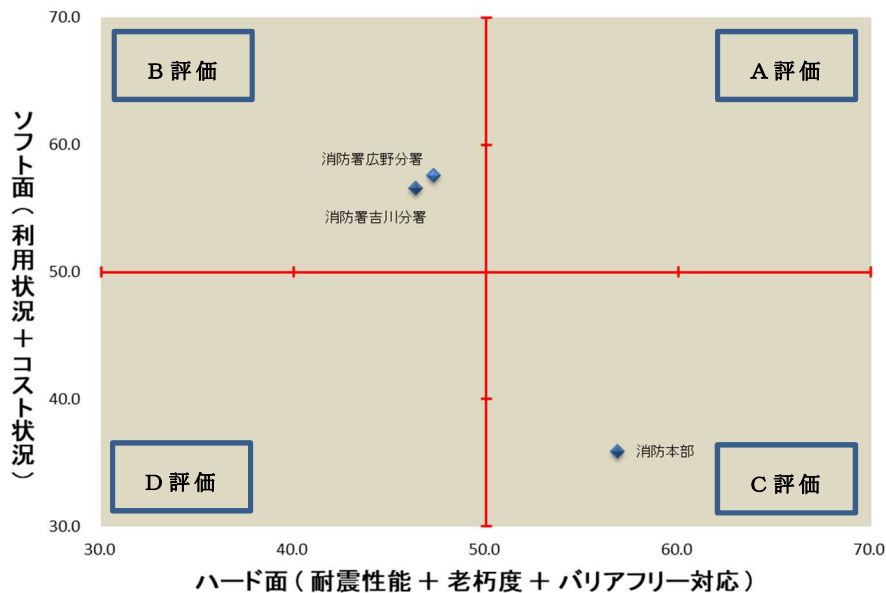 70.0
B評価
A評価
60.0
消防署広野分署
消防署吉川分署
50.0
ソフト面(利用状況＋コスト状況)
40.0
消防本部
D評価
C評価
30.0
30.0
40.0
50.0
60.0
70.0
ハード面(耐震性能＋老朽度＋バリアフリー対応)